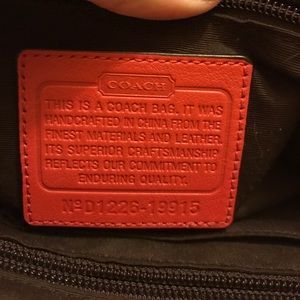 COACH
THIS IS A COACH BAG. IT WAS
HANDCRAFTED IN CHINA FROM THE
FINEST MATERIALS AND LEATHER.
ITS SUPERIOR CRAFTSMANSHIP
REFLECTS OUR COMMITMENT TO
ENDURING QUALITY.
Nº D1226-19915